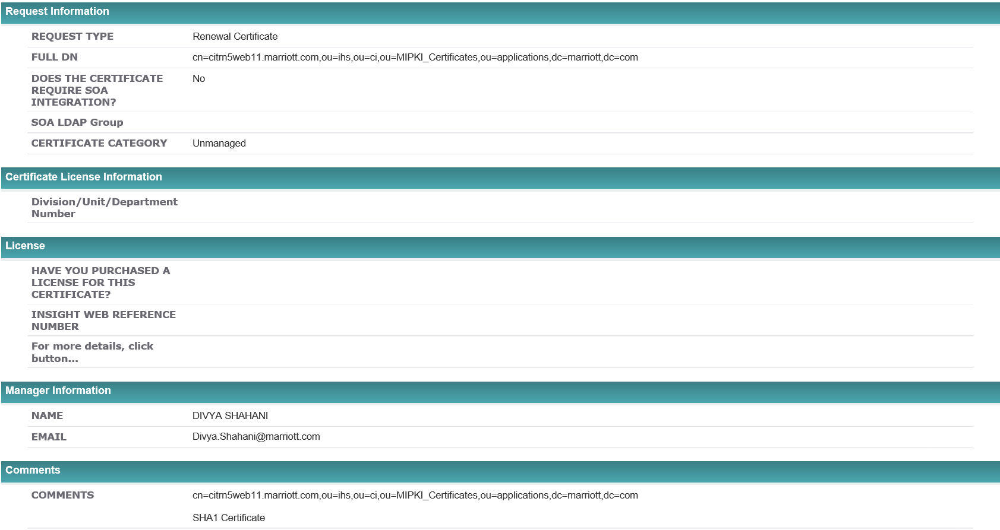 Request Information
REQUEST TYPE Renewal Certificate
FULL DN cn=citrn5web11.marriott.com,ou=ihs,ou=ci,ou=MIPKI_Certificates,ou=applications,dc=marriott,dc=com
DOES THE CERTIFICATE No
REQUIRE SOA
INTEGRATION?
SOA LDAP Group
CERTIFICATE CATEGORY Unmanaged
Certificate License Information
Division/Unit/Department
Number
License
HAVE YOU PURCHASED A
LICENSE FOR THIS
CERTIFICATE?
INSIGHT WEB REFERENCE
NUMBER
For more details, click
button...
Manager Information
NAME DIVYA SHAHANI
EMAIL Divya.Shahani@marriott.com
Comments
COMMENTS cn=citrn5web11.marriott.com,ou=ihs,ou=ci,ou=MIPKI_Certificates,ou=applications,dc=marriott,dc=com
SHA1 Certificate